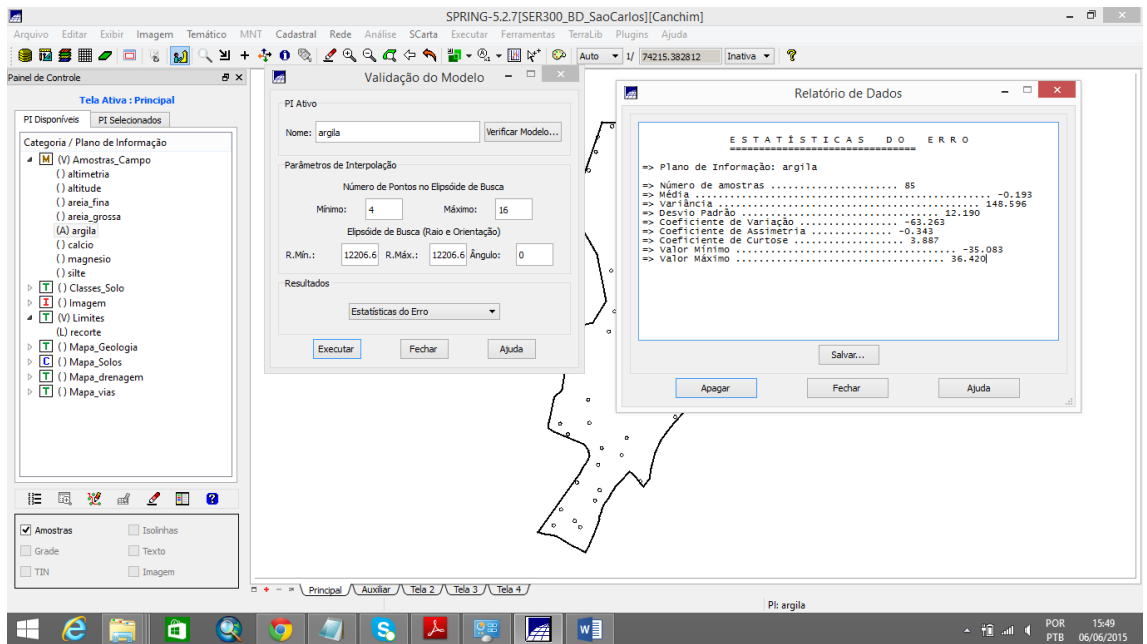 SPRING-5.2.7[SER300_BD_SaoCarlos][Canchim]
Arquivo Editar Exibir Imagem Temático MNT Cadastral Rede Análise SCarta Executar Ferramentas TerraLib Plugins Ajuda
Auto 1/ 74215.382812 Inativa
Painel de Controle
Tela Ativa : Principal
PI Disponíveis PI Selecionados
Categoria / Plano de Informação
M (V) Amostras_Campo
() altimetria
() altitude
() areia_fina
() areia_grossa
(A) argila
() calcio
() magnesio
() silte
T () Classes_Solo
I () Imagem
T (V) Limites
(L) recorte
T () Mapa_Geologia
C () Mapa_Solos
T () Mapa_drenagem
T () Mapa_vias
Amostras Isolinhas
Grade Texto
TIN Imagem
Validação do Modelo
PI Ativo
Nome: argila Verificar Modelo...
Parâmetros de Interpolação
Número de Pontos no Elipsóide de Busca
Mínimo: 4 Máximo: 16
Elipsóide de Busca (Raio e Orientação)
R.Mín.: 12206.6 R.Máx.: 12206.6 Ângulo: 0
Resultados
Estatísticas do Erro
Executar Fechar Ajuda
Relatório de Dados
E S T A T Í S T I C A S D O E R R O
==================================
=> Plano de Informação: argila
=> Número de amostras ...................... 85
=> Média ................................................ -0.193
=> Variância ............................................. 148.596
=> Desvio Padrão .................................. 12.190
=> Coeficiente de Variação ................ -63.263
=> Coeficiente de Assimetria ............. -0.343
=> Coeficiente de Curtose ................... 3.887
=> Valor Mínimo ...................................... -35.083
=> Valor Máximo .................................... 36.420
Salvar...
Apagar Fechar Ajuda
Principal Auxiliar Tela 2 Tela 3 Tela 4
PI: argila
POR 15:49
PTB 06/06/2015